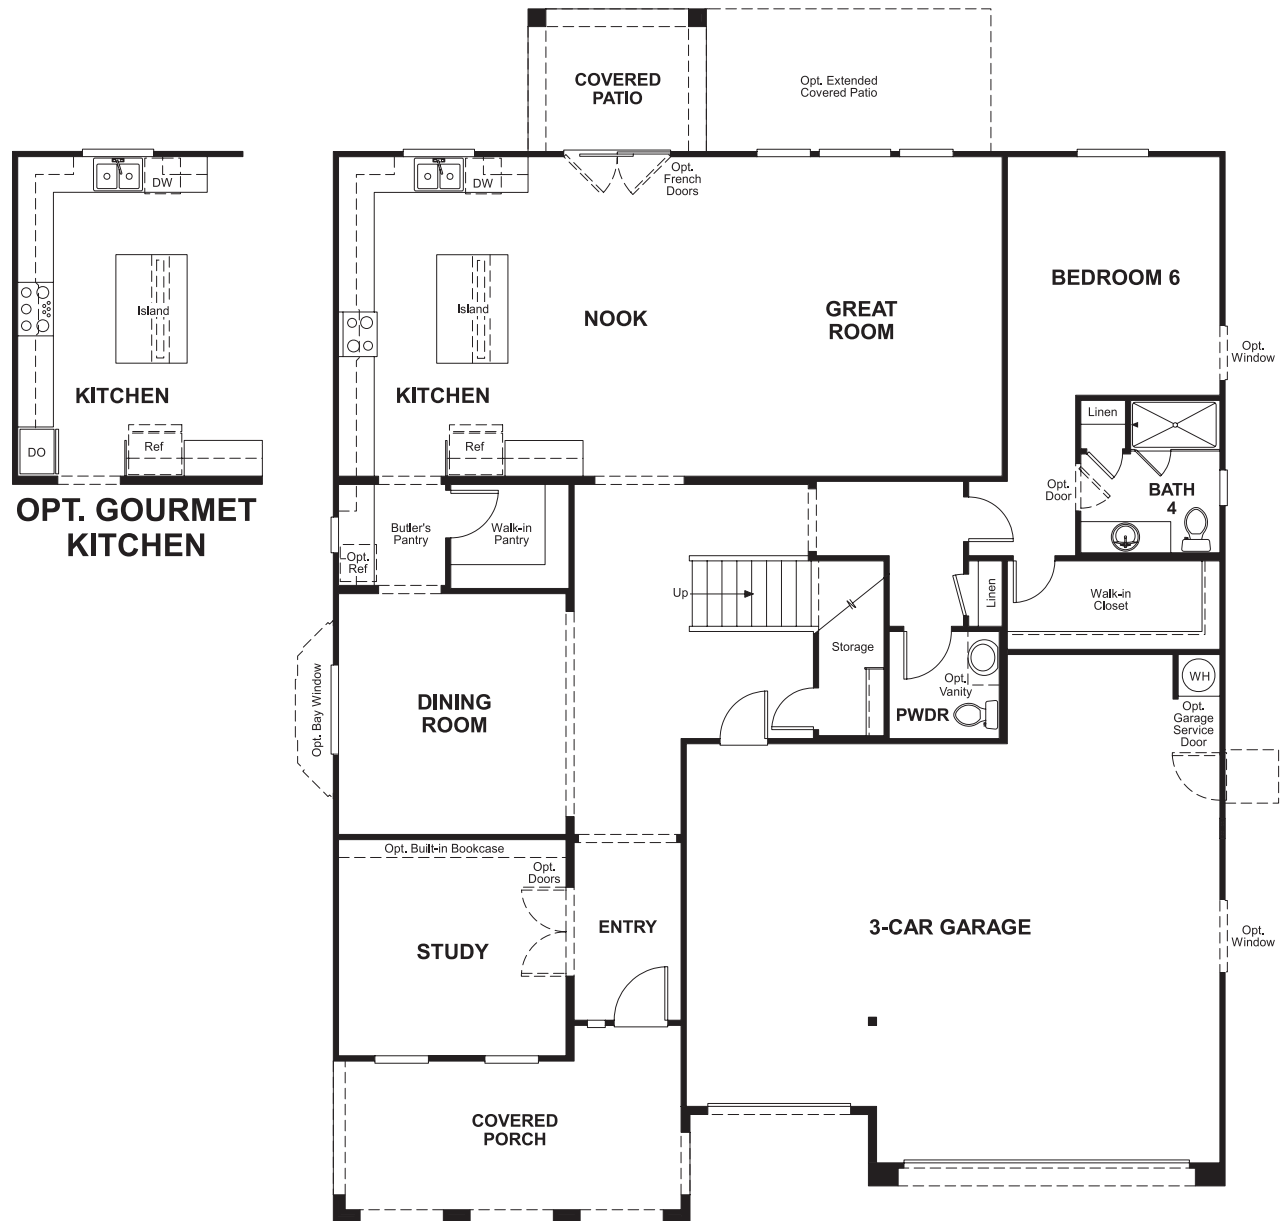 COVERED
PATIO
Opt. Extended
Covered Patio
DW
Island
KITCHEN
DO
Ref
OPT. GOURMET
KITCHEN
DW
Opt.
French
Doors
Island
NOOK
GREAT
ROOM
BEDROOM 6
Opt.
Window
KITCHEN
Ref
Linen
Opt.
Door
BATH
4
Butler's
Pantry
Walk-in
Pantry
Opt.
Ref
Up
Linen
Walk-in
Closet
Storage
Opt.
Vanity
PWDR
WH
Opt.
Garage
Service
Door
Opt. Bay Window
DINING
ROOM
Opt. Built-in Bookcase
Opt.
Doors
STUDY
ENTRY
3-CAR GARAGE
Opt.
Window
COVERED
PORCH